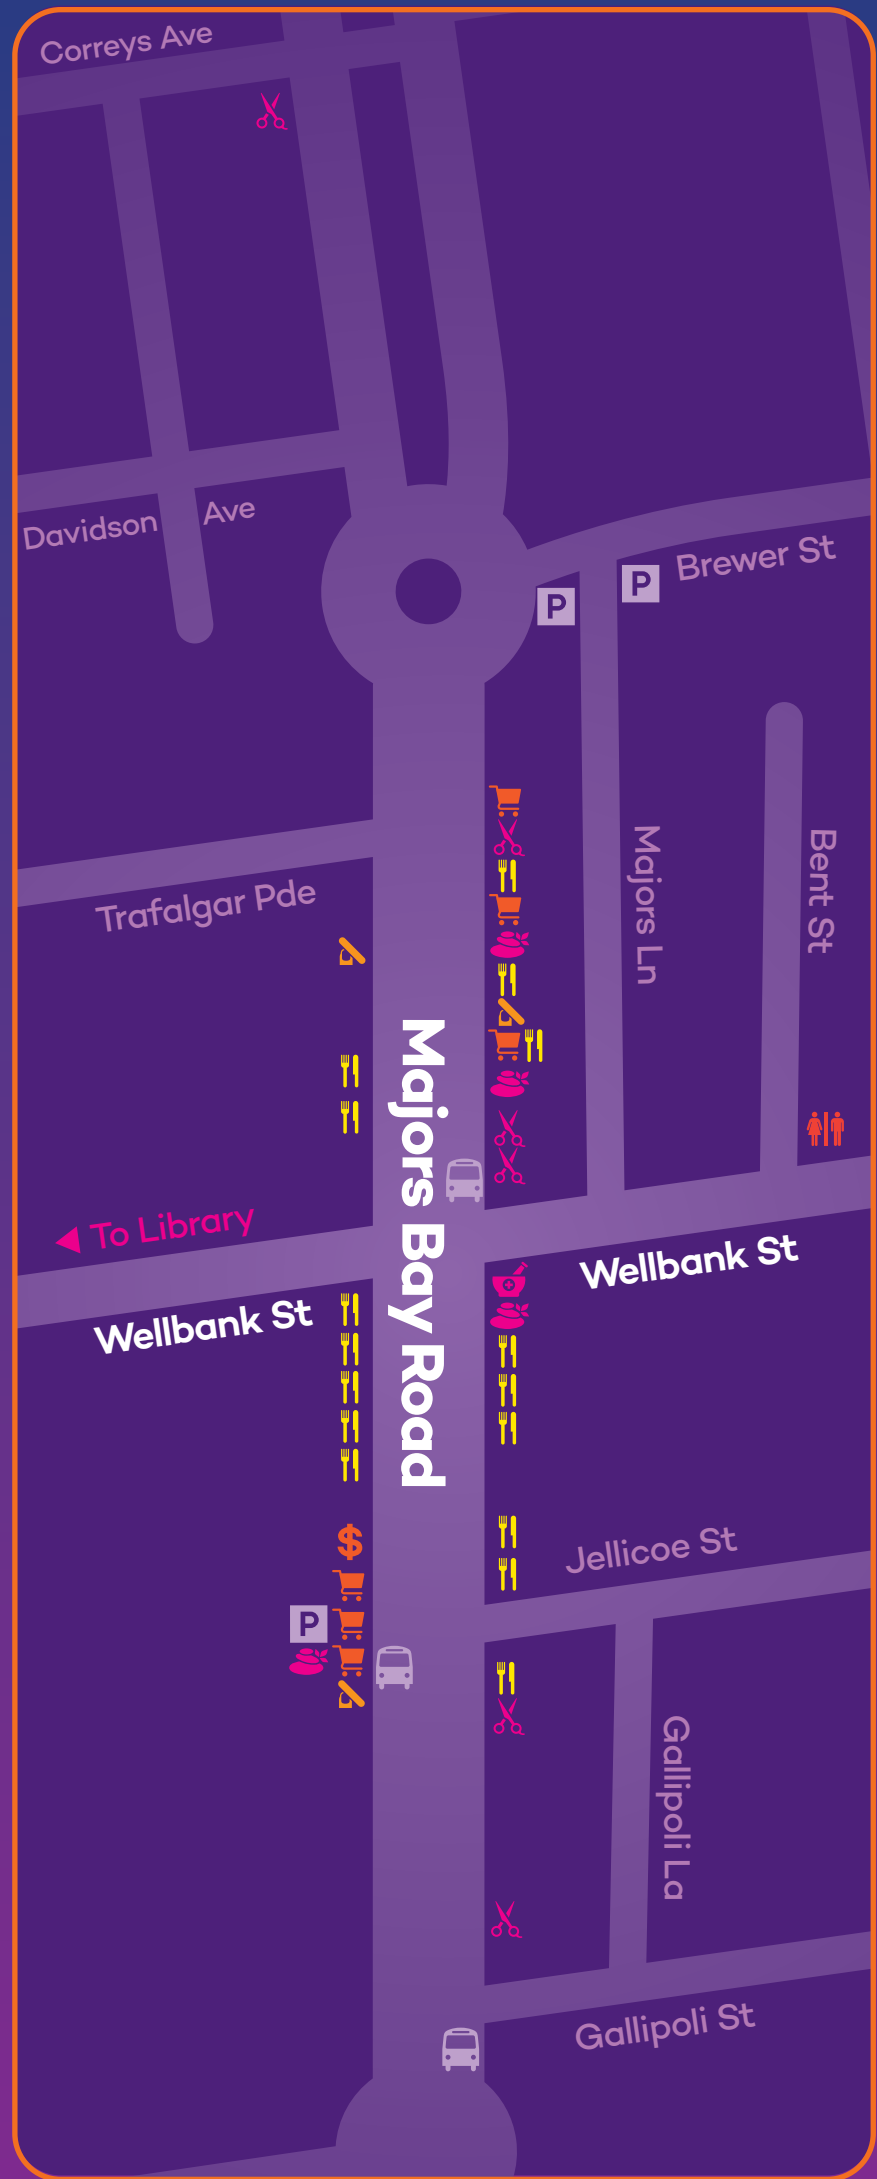 Correys Ave
Davidson Ave
Brewer St
P
P
Majors Ln
Bent St
Trafalgar Pde
Majors Bay Road
To Library
Wellbank St
Wellbank St
$
Jellicoe St
P
Gallipoli La
Gallipoli St